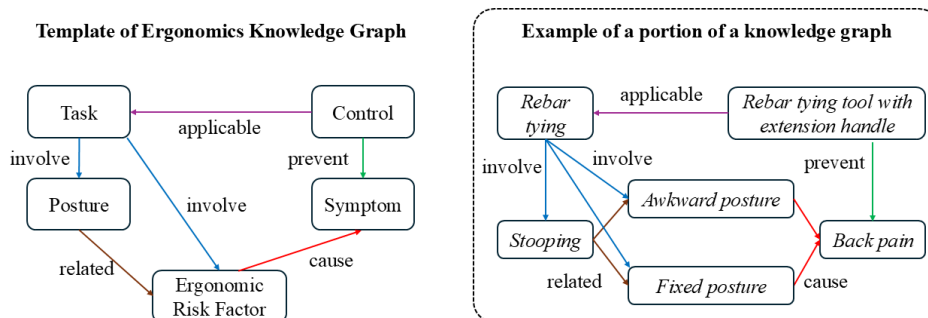 Template of Ergonomics Knowledge Graph
Task
Control
applicable
involve
prevent
Posture
involve
Symptom
related
cause
Ergonomic
Risk Factor
Example of a portion of a knowledge graph
Rebar
tying
applicable
Rebar tying tool with
extension handle
involve
involve
prevent
Awkward posture
Stooping
Back pain
related
Fixed posture
cause